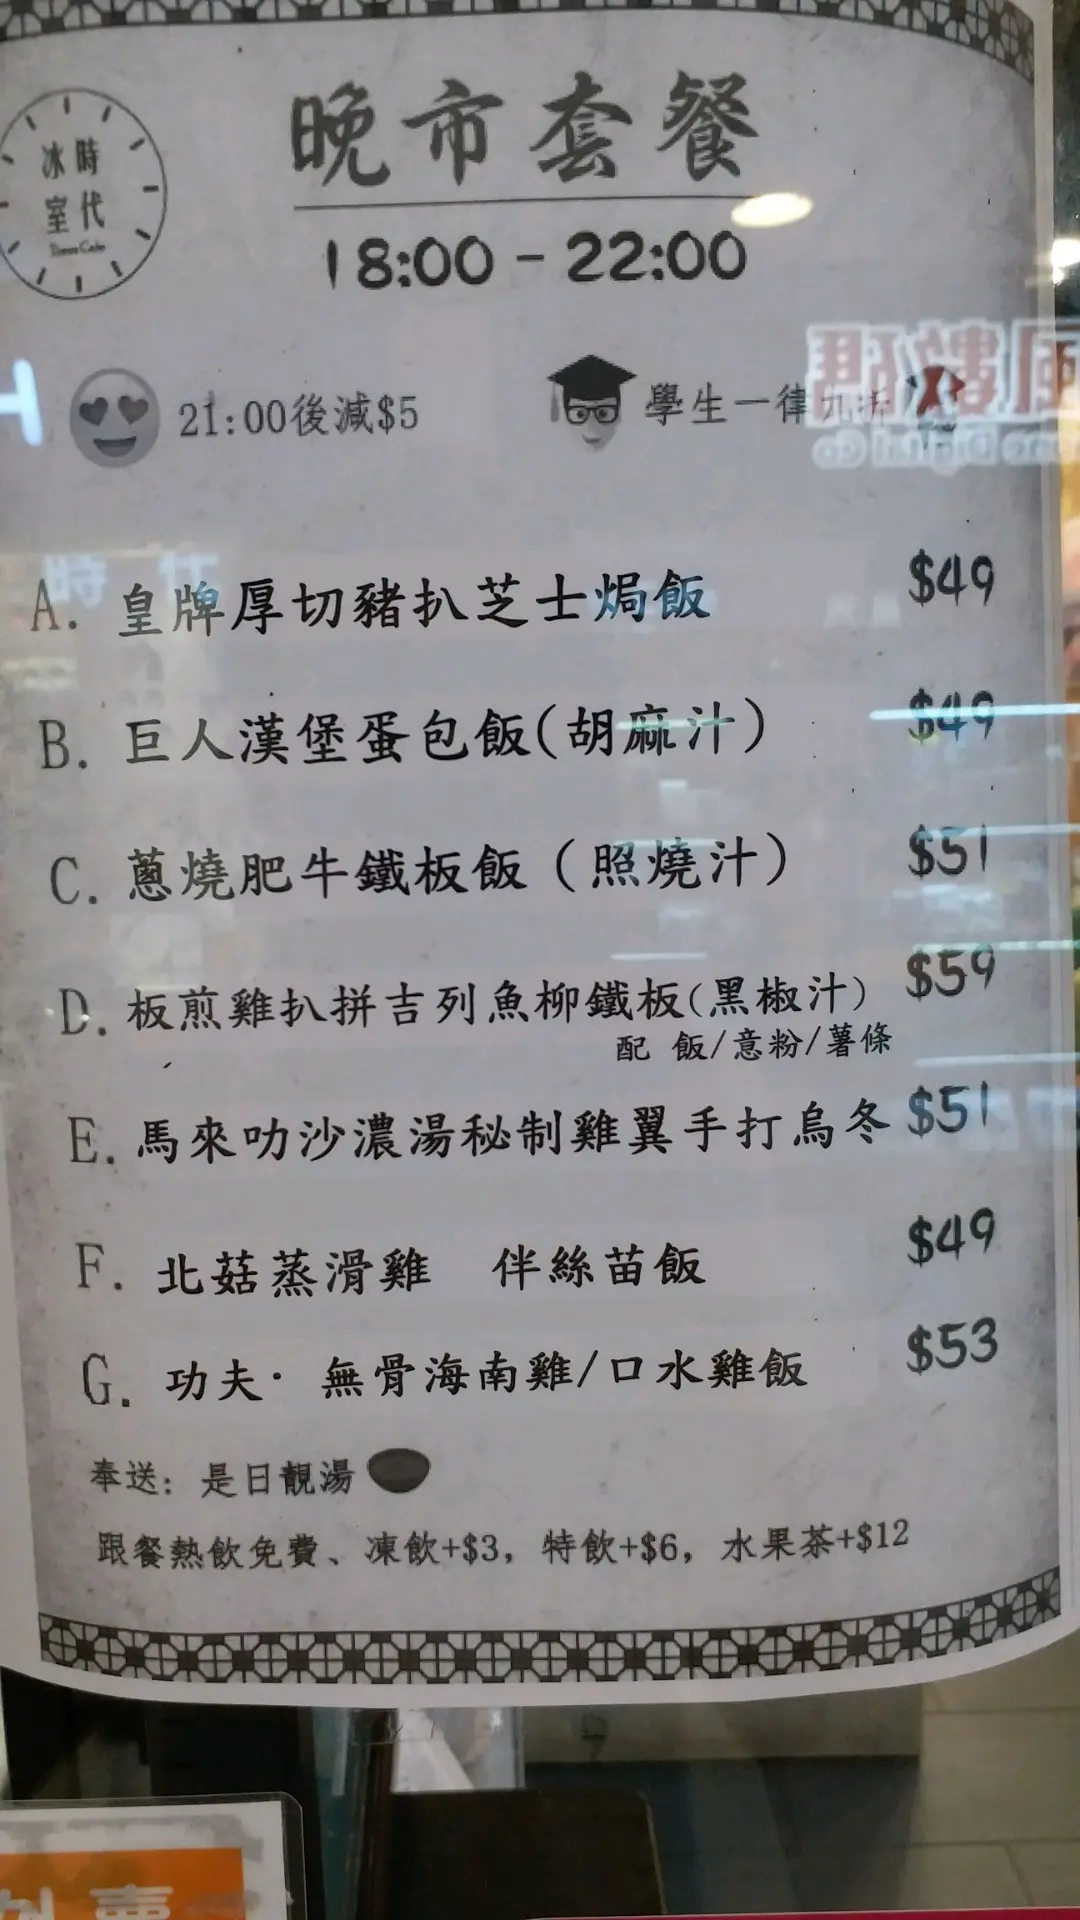 時代
冰室
Times Cafe
晚市套餐
18:00 - 22:00
21:00後減$5
學生一律九折
A. 皇牌厚切豬扒芝士焗飯 $49
B. 巨人漢堡蛋包飯(胡麻汁) $49
C. 蔥燒肥牛鐵板飯(照燒汁) $51
D. 板煎雞扒拼吉列魚柳鐵板(黑椒汁) $59
配 飯/意粉/薯條
E. 馬來叻沙濃湯秘制雞翼手打烏冬 $51
F. 北菇蒸滑雞 伴絲苗飯 $49
G. 功夫· 無骨海南雞/口水雞飯 $53
奉送: 是日靚湯
跟餐熱飲免費、凍飲+$3, 特飲+$6, 水果茶+$12
外賣